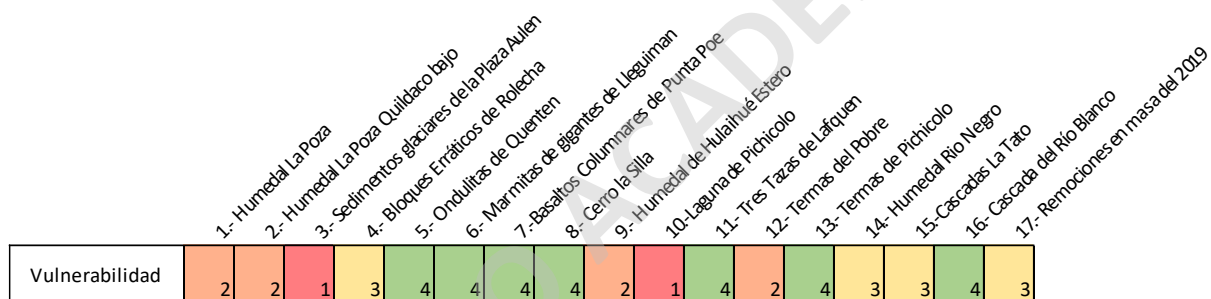 1- Humedal La Poza
2- Humedal La Poza Quildaco bajo
3- Sedimentos glaciares de la Plaza Aulen
4- Bloques Erráticos de Rolecha
5- Ondulitas de Quenten
6- Marmitas de gigantes de Lleguiman
7- Basaltos Columnares de Punta Poe
8- Cerro la Silla
9- Humedal de Hulaihué Estero
10-Laguna de Pichicolo
11- Tres Tazas de Lafquen
12- Termas del Pobre
13- Termas de Pichicolo
14- Humedal Rio Negro
15-Cascadas La Tato
16- Cascada del Río Blanco
17.- Remociones en masa del 2019
Vulnerabilidad 2 2 1 3 4 4 4 4 2 1 4 2 4 3 3 4 3
O ACADE